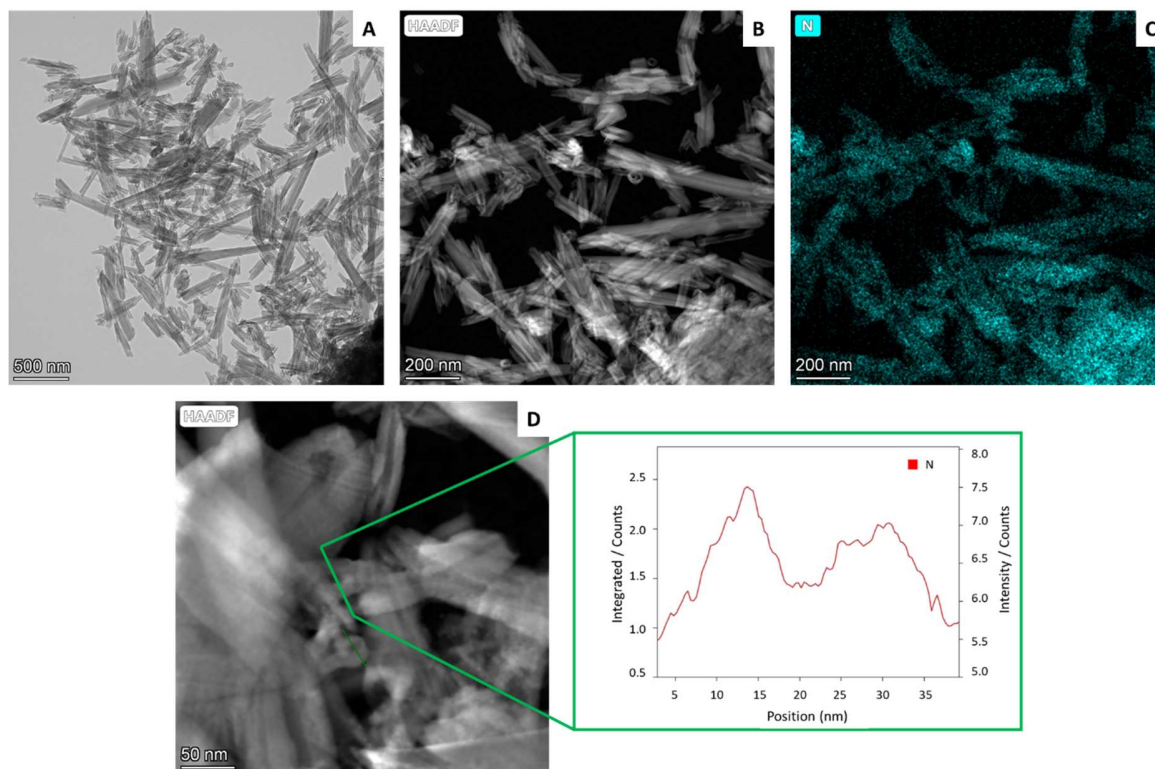 A
500 nm
HAADF
B
200 nm
N
C
200 nm
HAADF
D
50 nm
N
2.5
2.0
1.5
1.0
0.5
8.0
7.5
7.0
6.5
6.0
5.5
5.0
5 10 15 20 25 30 35
Integrated / Counts
Intensity / Counts
Position (nm)